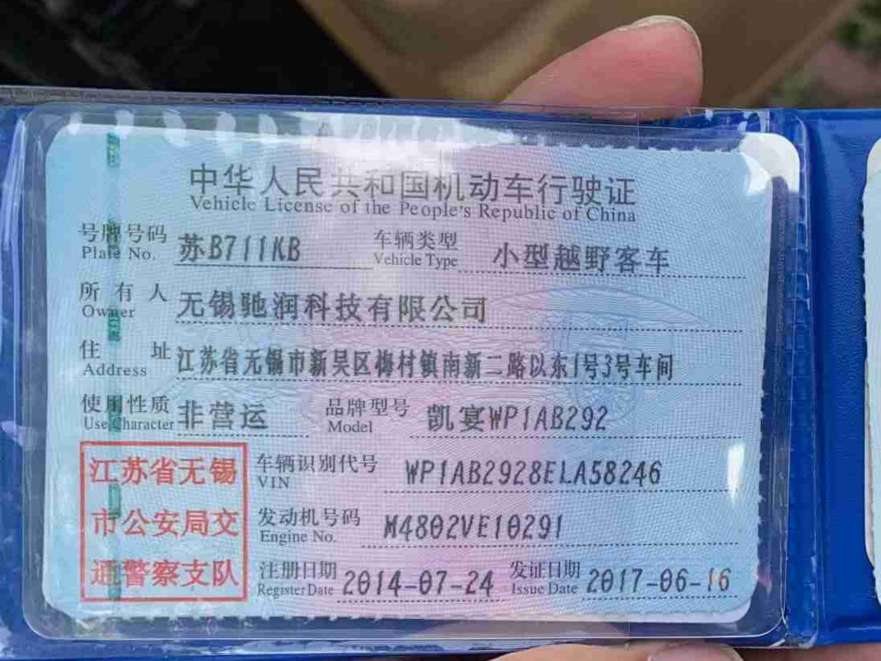 中华人民共和国机动车行驶证
Vehicle License of the People's Republic of China
号牌号码 苏B711KB 车辆类型 小型越野客车
Plate No. Vehicle Type
所有人 无锡驰润科技有限公司
Owner
住址 江苏省无锡市新吴区梅村镇南新二路以东1号3号车间
Address
使用性质 非营运 品牌型号 凯宴WP1AB292
Use Character Model
江苏省无锡
市公安局交
通警察支队
车辆识别代号 WP1AB2928ELA58246
VIN
发动机号码 M4802VE10291
Engine No.
注册日期 2014-07-24 发证日期 2017-06-16
Register Date Issue Date